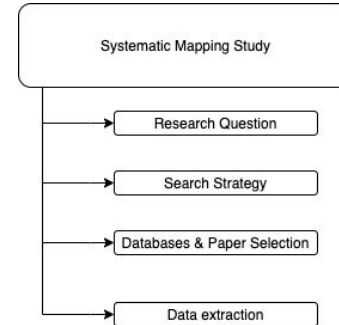 Systematic Mapping Study
Research Question
Search Strategy
Databases & Paper Selection
Data extraction